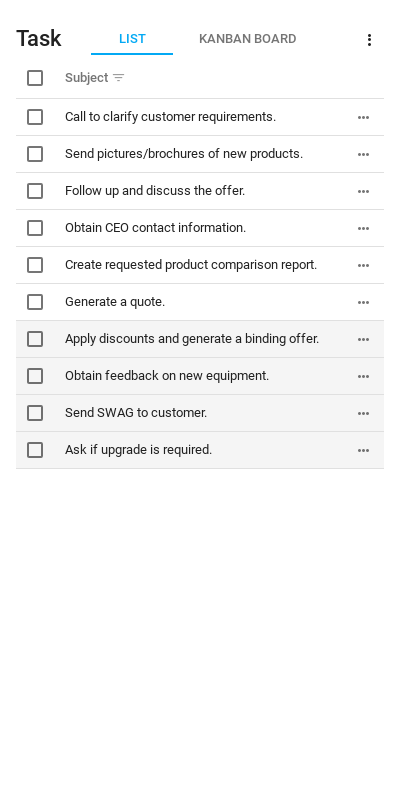 Task
LIST
KANBAN BOARD
Subject
Call to clarify customer requirements.
Send pictures/brochures of new products.
Follow up and discuss the offer.
Obtain CEO contact information.
Create requested product comparison report.
Generate a quote.
Apply discounts and generate a binding offer.
Obtain feedback on new equipment.
Send SWAG to customer.
Ask if upgrade is required.